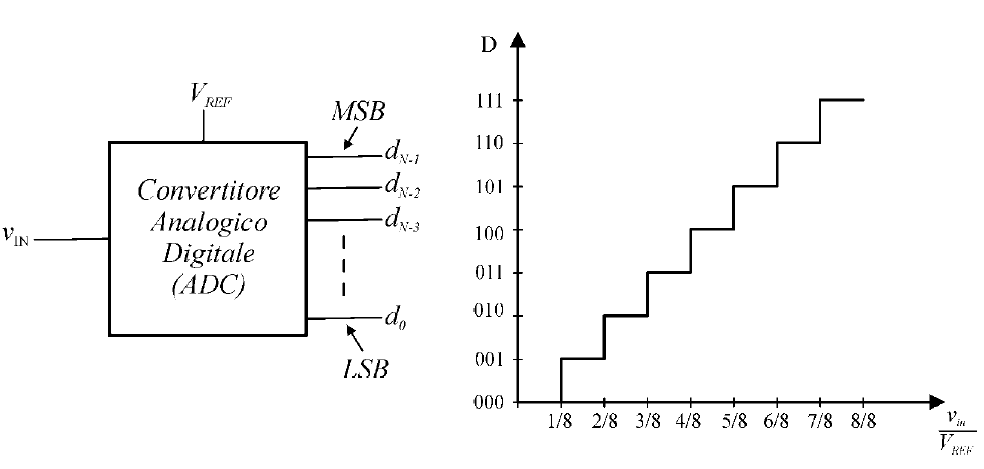 V_REF
MSB
d_N-1
d_N-2
d_N-3
d_0
LSB
v_IN
Convertitore
Analogico
Digitale
(ADC)
D
111
110
101
100
011
010
001
000
1/8 2/8 3/8 4/8 5/8 6/8 7/8 8/8
v_in
V_REF